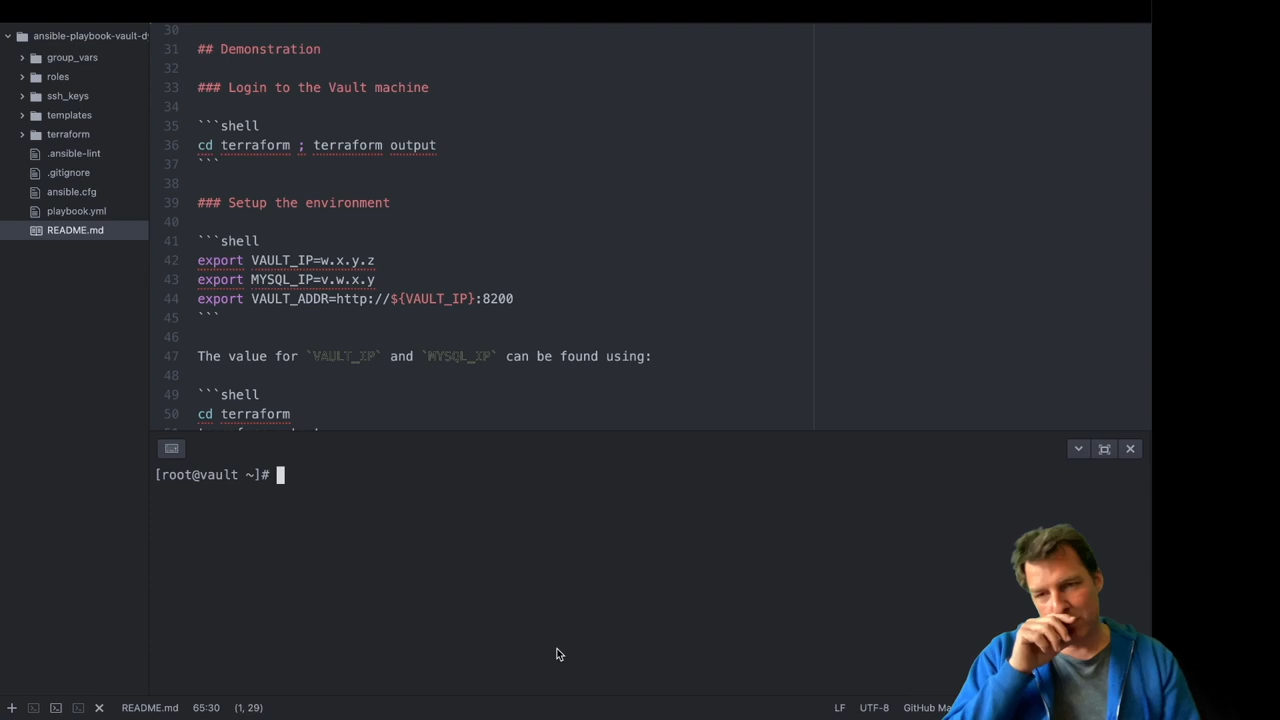 ansible-playbook-vault-d
group_vars
roles
ssh_keys
templates
terraform
.ansible-lint
.gitignore
ansible.cfg
playbook.yml
README.md
30
31 ## Demonstration
32
33 ### Login to the Vault machine
34
35 ```shell
36 cd terraform ; terraform output
37 ```
38
39 ### Setup the environment
40
41 ```shell
42 export VAULT_IP=w.x.y.z
43 export MYSQL_IP=v.w.x.y
44 export VAULT_ADDR=http://${VAULT_IP}:8200
45 ```
46
47 The value for `VAULT_IP` and `MYSQL_IP` can be found using:
48
49 ```shell
50 cd terraform
[root@vault ~]#
README.md 65:30 (1, 29) LF UTF-8 GitHub Ma